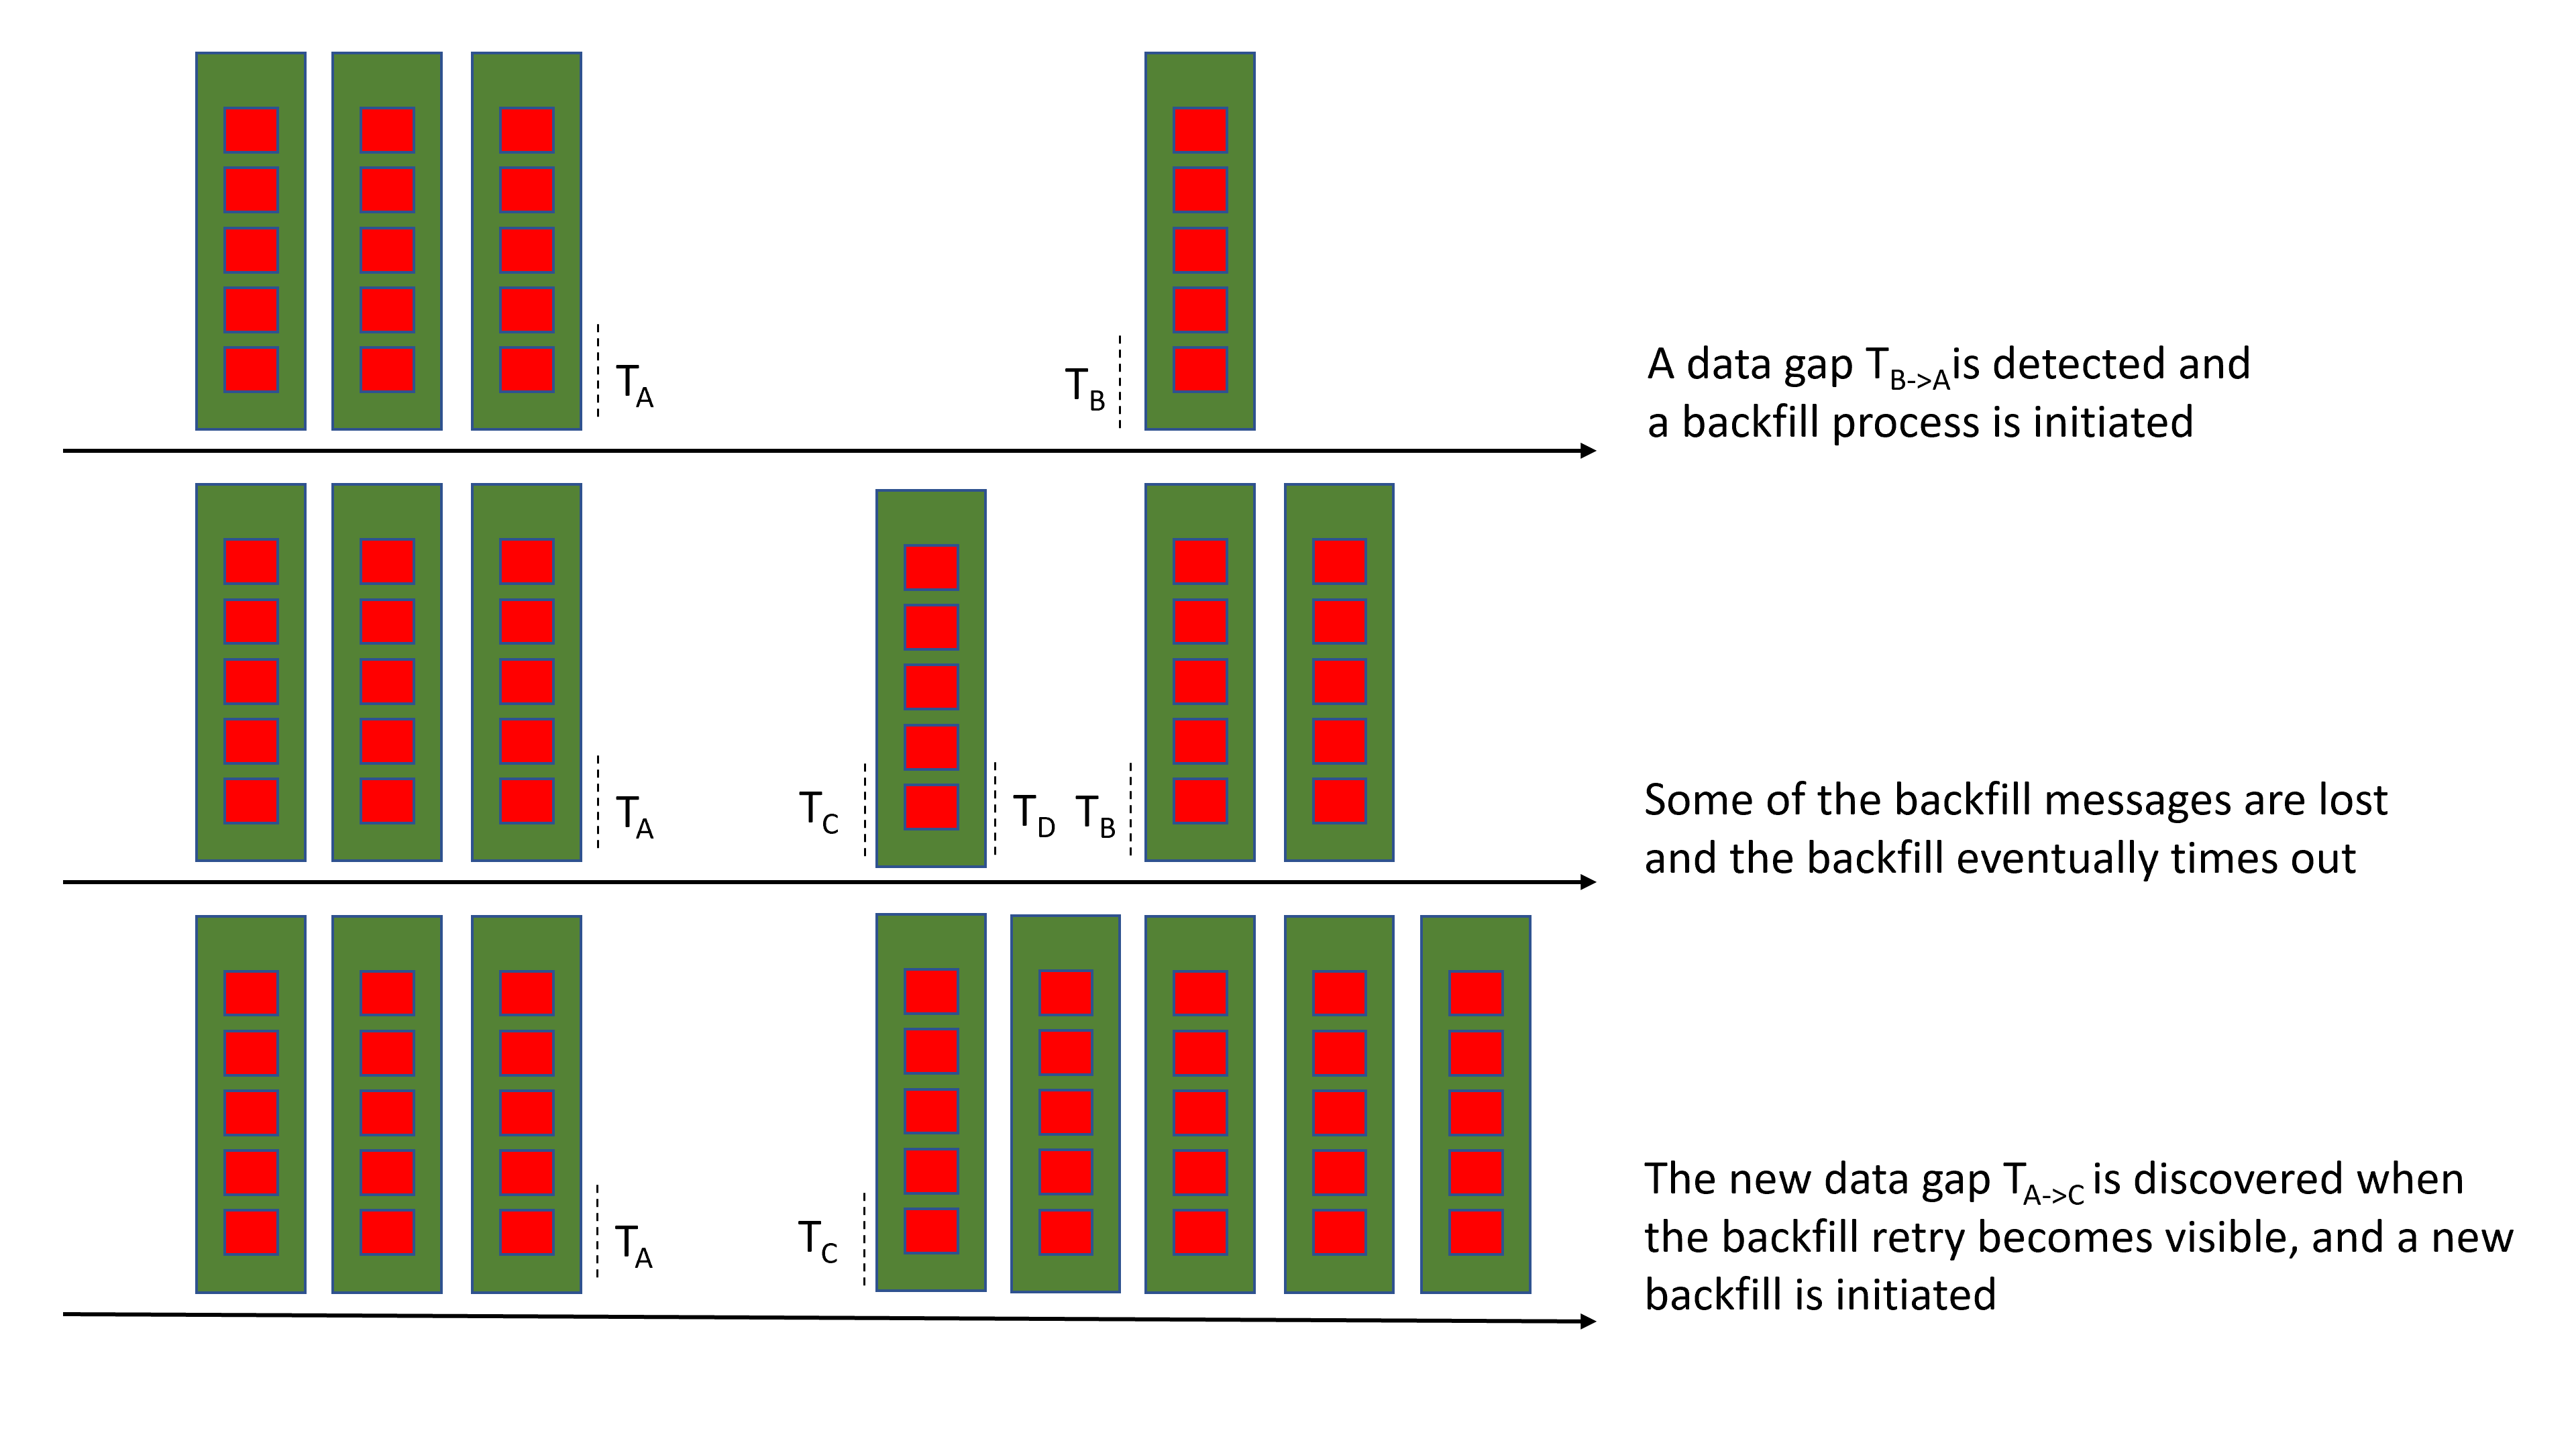 T_A
T_B
A data gap T_B->A is detected and
a backfill process is initiated
T_A
T_C
T_D
T_B
Some of the backfill messages are lost
and the backfill eventually times out
T_A
T_C
The new data gap T_A->C is discovered when
the backfill retry becomes visible, and a new
backfill is initiated